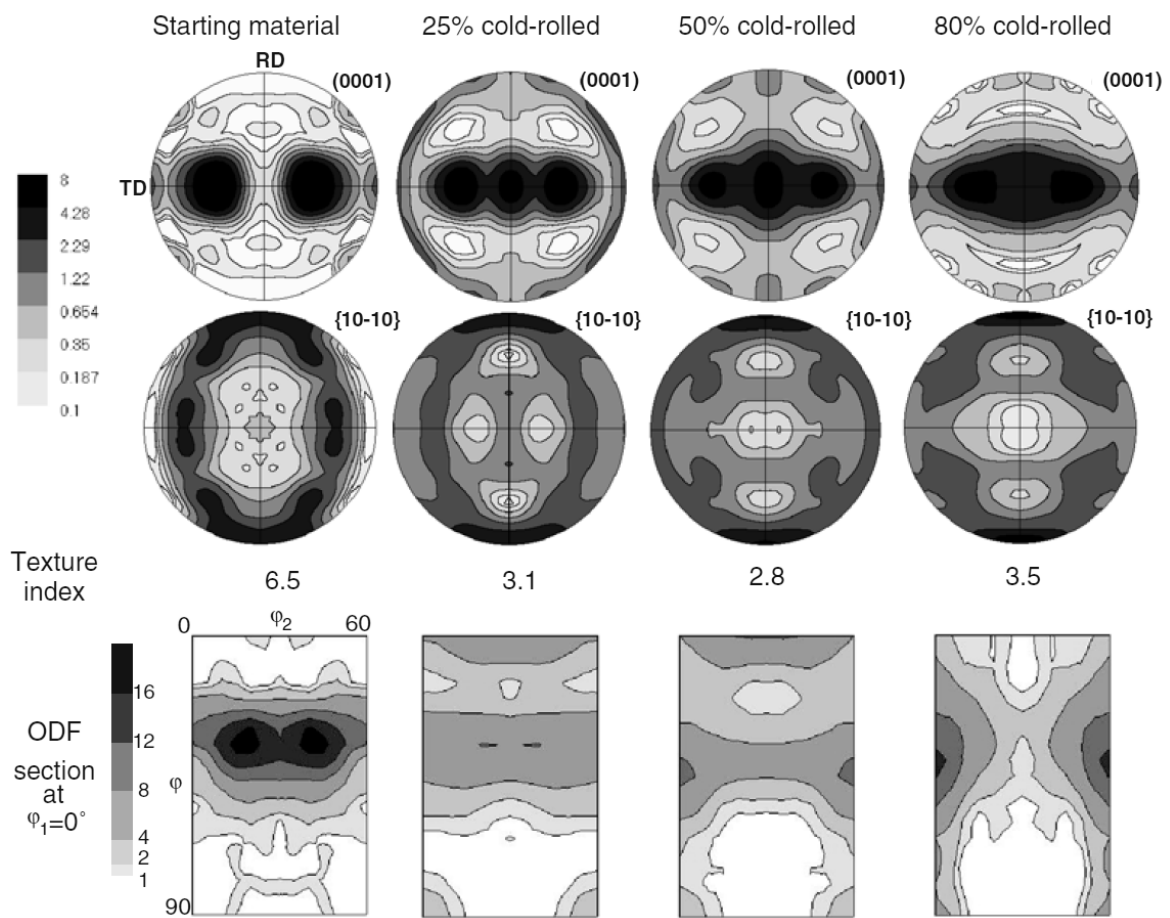 Starting material
25% cold-rolled
50% cold-rolled
80% cold-rolled
RD
(0001)
(0001)
(0001)
(0001)
TD
8
4.28
2.29
1.22
0.654
0.35
0.187
0.1
{10-10}
{10-10}
{10-10}
{10-10}
Texture
index
6.5
3.1
2.8
3.5
0
φ2
60
16
12
8
4
2
1
ODF
section
at
φ1=0°
φ
90